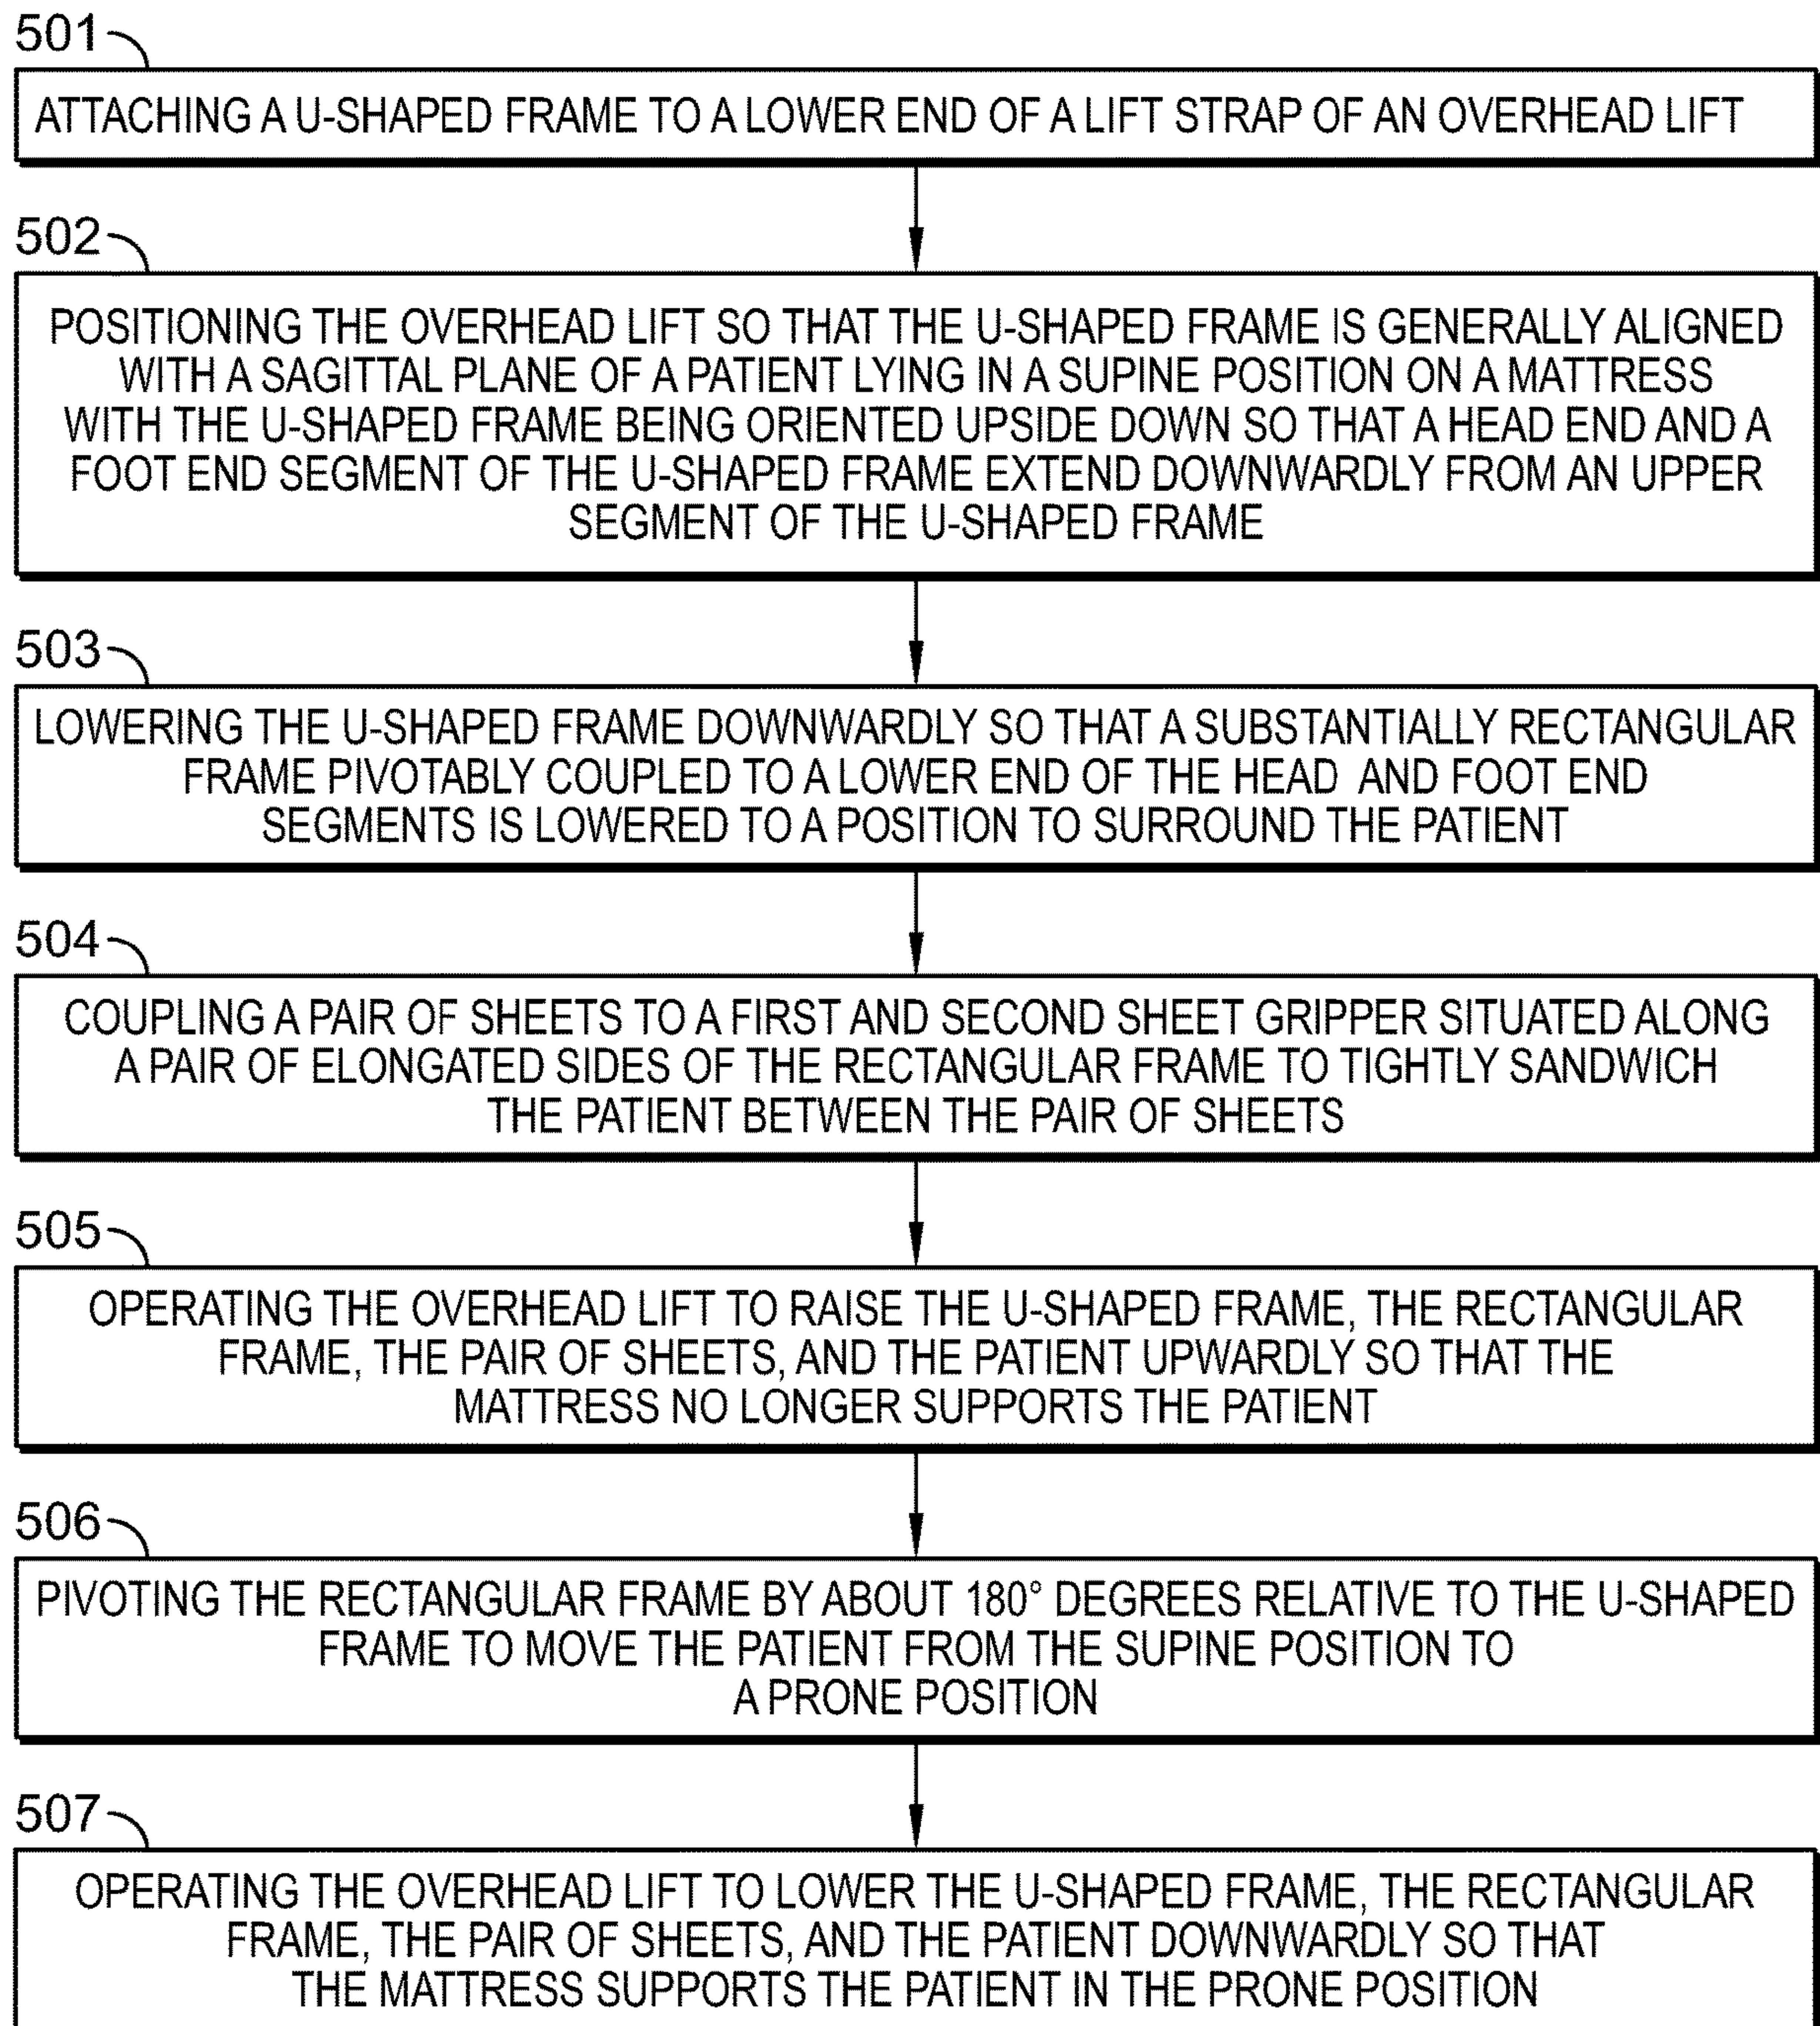 501
ATTACHING A U-SHAPED FRAME TO A LOWER END OF A LIFT STRAP OF AN OVERHEAD LIFT
502
POSITIONING THE OVERHEAD LIFT SO THAT THE U-SHAPED FRAME IS GENERALLY ALIGNED
WITH A SAGITTAL PLANE OF A PATIENT LYING IN A SUPINE POSITION ON A MATTRESS
WITH THE U-SHAPED FRAME BEING ORIENTED UPSIDE DOWN SO THAT A HEAD END AND A
FOOT END SEGMENT OF THE U-SHAPED FRAME EXTEND DOWNWARDLY FROM AN UPPER
SEGMENT OF THE U-SHAPED FRAME
503
LOWERING THE U-SHAPED FRAME DOWNWARDLY SO THAT A SUBSTANTIALLY RECTANGULAR
FRAME PIVOTABLY COUPLED TO A LOWER END OF THE HEAD AND FOOT END
SEGMENTS IS LOWERED TO A POSITION TO SURROUND THE PATIENT
504
COUPLING A PAIR OF SHEETS TO A FIRST AND SECOND SHEET GRIPPER SITUATED ALONG
A PAIR OF ELONGATED SIDES OF THE RECTANGULAR FRAME TO TIGHTLY SANDWICH
THE PATIENT BETWEEN THE PAIR OF SHEETS
505
OPERATING THE OVERHEAD LIFT TO RAISE THE U-SHAPED FRAME, THE RECTANGULAR
FRAME, THE PAIR OF SHEETS, AND THE PATIENT UPWARDLY SO THAT THE
MATTRESS NO LONGER SUPPORTS THE PATIENT
506
PIVOTING THE RECTANGULAR FRAME BY ABOUT 180° DEGREES RELATIVE TO THE U-SHAPED
FRAME TO MOVE THE PATIENT FROM THE SUPINE POSITION TO
A PRONE POSITION
507
OPERATING THE OVERHEAD LIFT TO LOWER THE U-SHAPED FRAME, THE RECTANGULAR
FRAME, THE PAIR OF SHEETS, AND THE PATIENT DOWNWARDLY SO THAT
THE MATTRESS SUPPORTS THE PATIENT IN THE PRONE POSITION